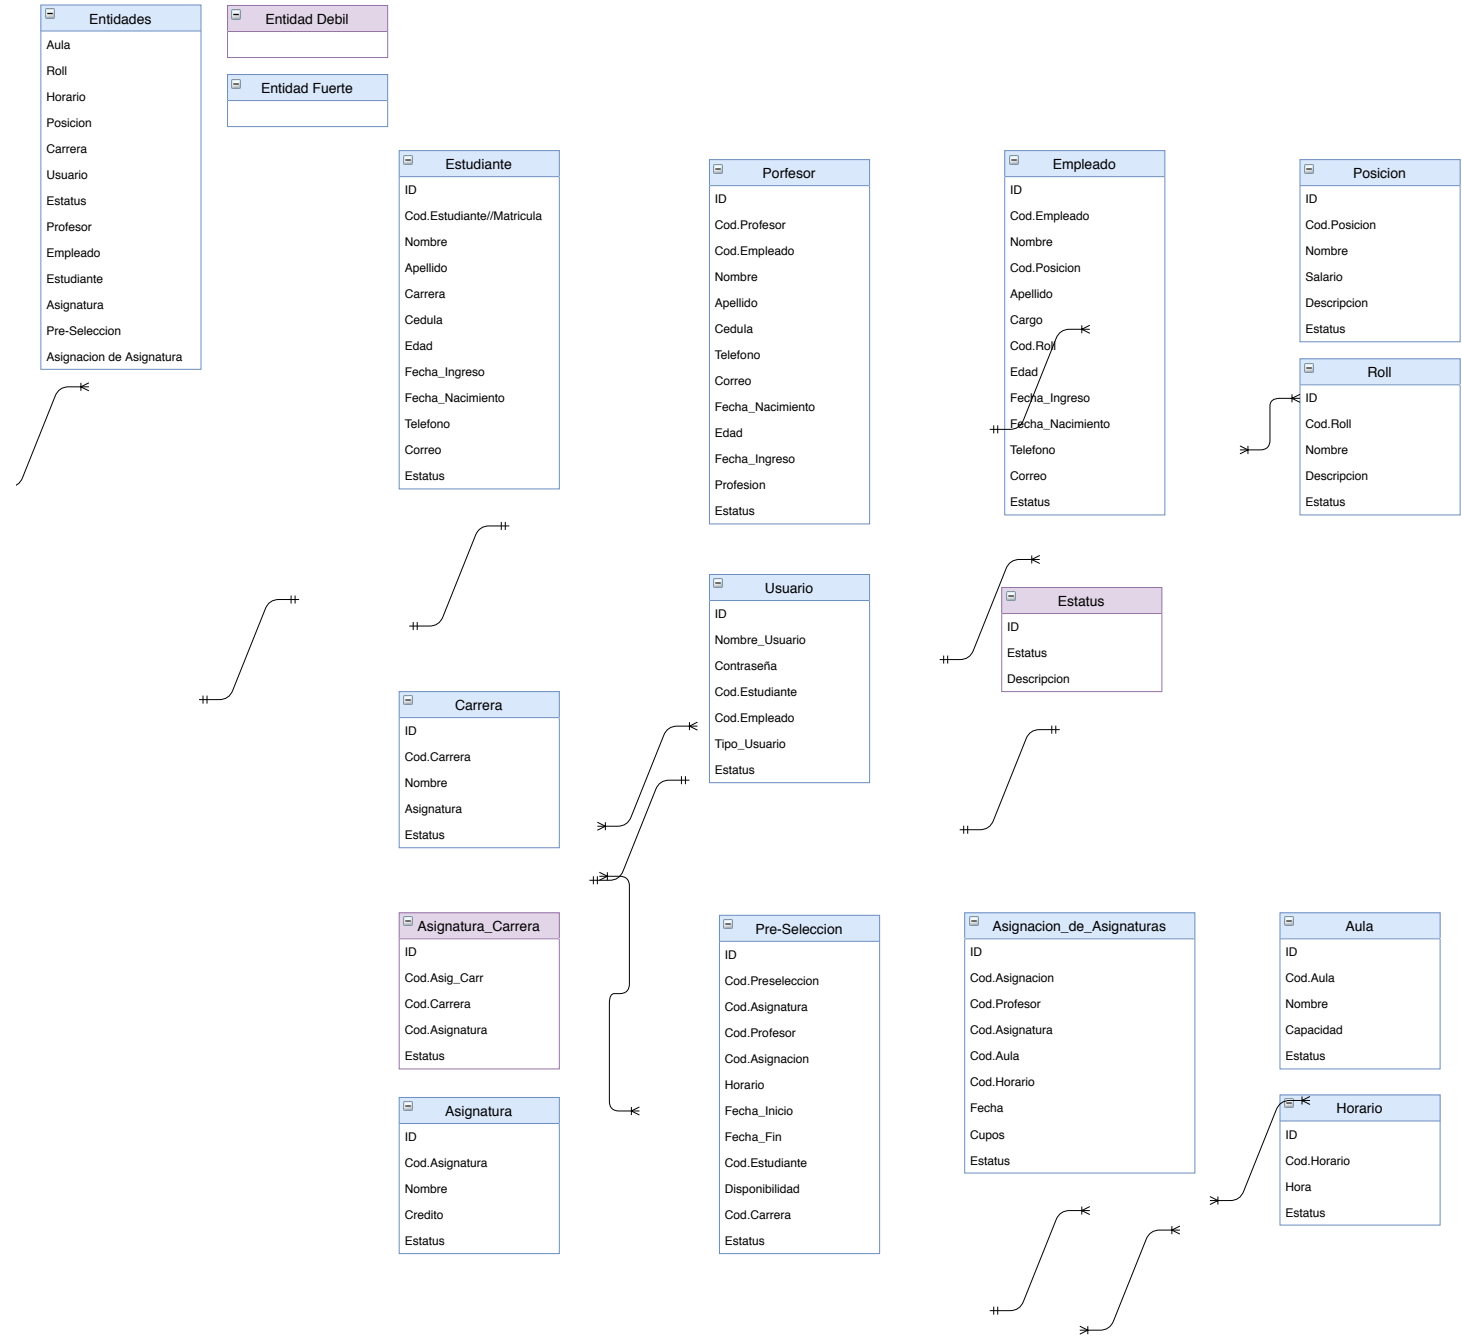 Entidades
Aula
Roll
Horario
Posicion
Carrera
Usuario
Estatus
Profesor
Empleado
Estudiante
Asignatura
Pre-Seleccion
Asignacion de Asignatura
Entidad Debil
Entidad Fuerte
Estudiante
ID
Cod.Estudiante//Matricula
Nombre
Apellido
Carrera
Cedula
Edad
Fecha_Ingreso
Fecha_Nacimiento
Telefono
Correo
Estatus
Porfesor
ID
Cod.Profesor
Cod.Empleado
Nombre
Apellido
Cedula
Telefono
Correo
Fecha_Nacimiento
Edad
Fecha_Ingreso
Profesion
Estatus
Empleado
ID
Cod.Empleado
Nombre
Cod.Posicion
Apellido
Cargo
Cod.Roll
Edad
Fecha_Ingreso
Fecha_Nacimiento
Telefono
Correo
Estatus
Posicion
ID
Cod.Posicion
Nombre
Salario
Descripcion
Estatus
Roll
ID
Cod.Roll
Nombre
Descripcion
Estatus
Usuario
ID
Nombre_Usuario
Contraseña
Cod.Estudiante
Cod.Empleado
Tipo_Usuario
Estatus
Estatus
ID
Estatus
Descripcion
Carrera
ID
Cod.Carrera
Nombre
Asignatura
Estatus
Asignatura_Carrera
ID
Cod.Asig_Carr
Cod.Carrera
Cod.Asignatura
Estatus
Asignatura
ID
Cod.Asignatura
Nombre
Credito
Estatus
Pre-Seleccion
ID
Cod.Preseleccion
Cod.Asignatura
Cod.Profesor
Cod.Asignacion
Horario
Fecha_Inicio
Fecha_Fin
Cod.Estudiante
Disponibilidad
Cod.Carrera
Estatus
Asignacion_de_Asignaturas
ID
Cod.Asignacion
Cod.Profesor
Cod.Asignatura
Cod.Aula
Cod.Horario
Fecha
Cupos
Estatus
Aula
ID
Cod.Aula
Nombre
Capacidad
Estatus
Horario
ID
Cod.Horario
Hora
Estatus